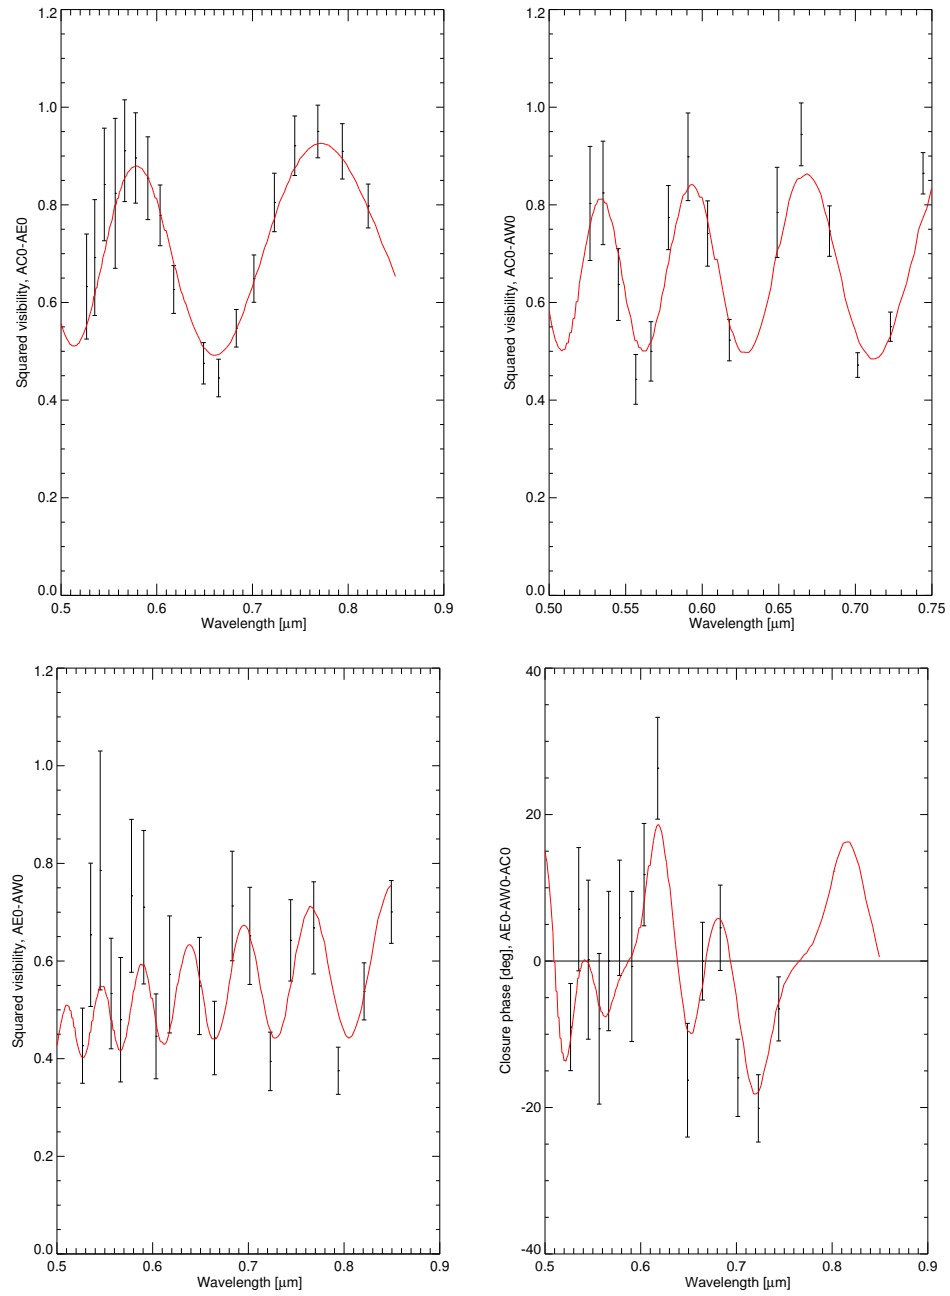 1.2
1.0
0.8
0.6
0.4
0.2
0.0
Squared visibility, AC0-AE0
0.5 0.6 0.7 0.8 0.9
Wavelength [μm]
1.2
1.0
0.8
0.6
0.4
0.2
0.0
Squared visibility, AC0-AW0
0.50 0.55 0.60 0.65 0.70 0.75
Wavelength [μm]
1.2
1.0
0.8
0.6
0.4
0.2
0.0
Squared visibility, AE0-AW0
0.5 0.6 0.7 0.8 0.9
Wavelength [μm]
40
20
0
-20
-40
Closure phase [deg], AE0-AW0-AC0
0.5 0.6 0.7 0.8 0.9
Wavelength [μm]